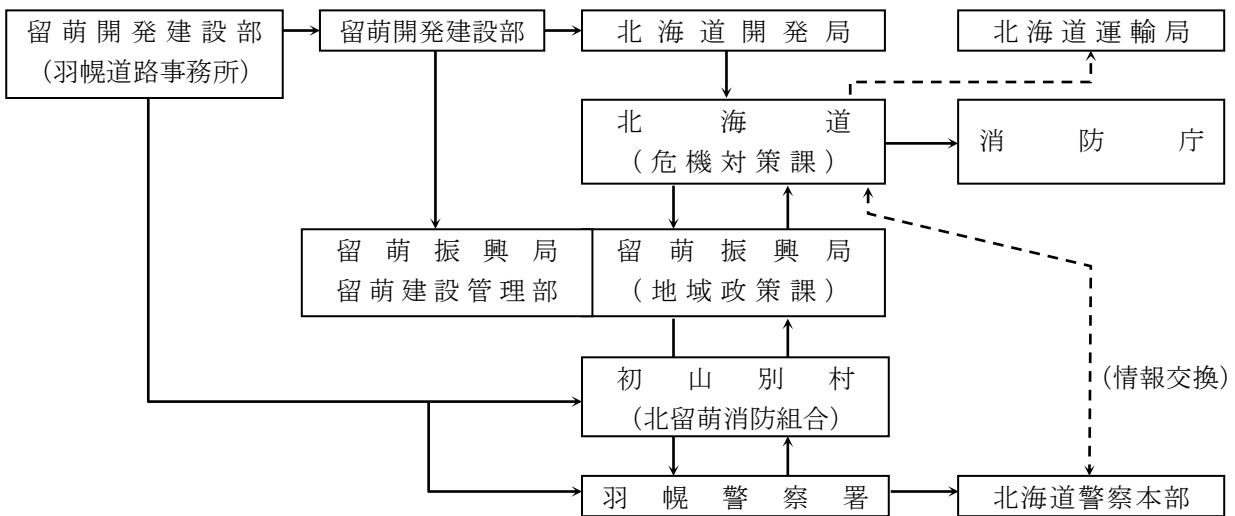 留萌開発建設部
（羽幌道路事務所）
留萌開発建設部
北海道開発局
北海道運輸局
北海道
（危機対策課）
消防庁
留萌振興局
留萌建設管理部
留萌振興局
（地域政策課）
初山別村
（北留萌消防組合）
（情報交換）
羽幌警察署
北海道警察本部